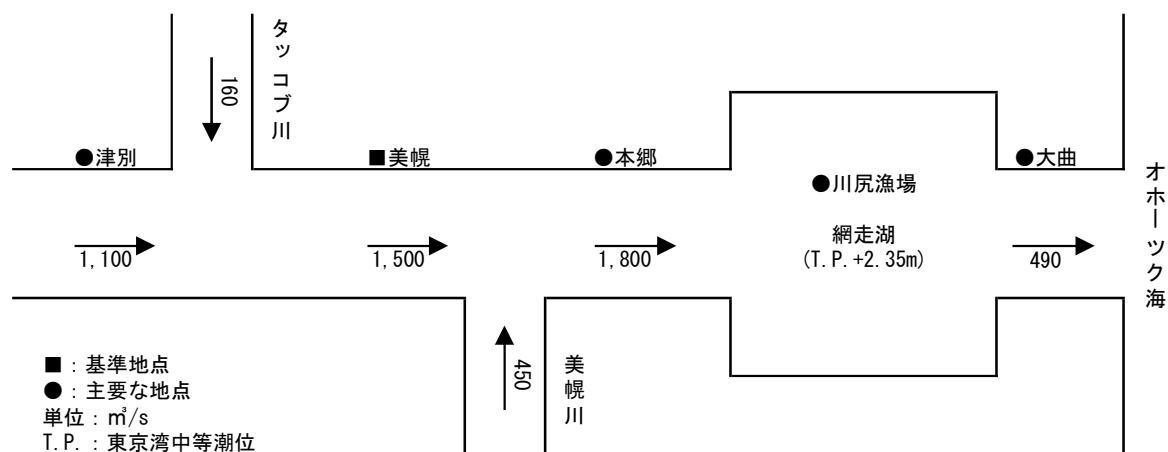 タッコブ川
160
●津別
■美幌
●本郷
●大曲
●川尻漁場
オホーツク海
網走湖
(T.P.+2.35m)
1,100
1,500
1,800
490
■：基準地点
●：主要な地点
単位：㎥/s
T.P.：東京湾中等潮位
450
美幌川